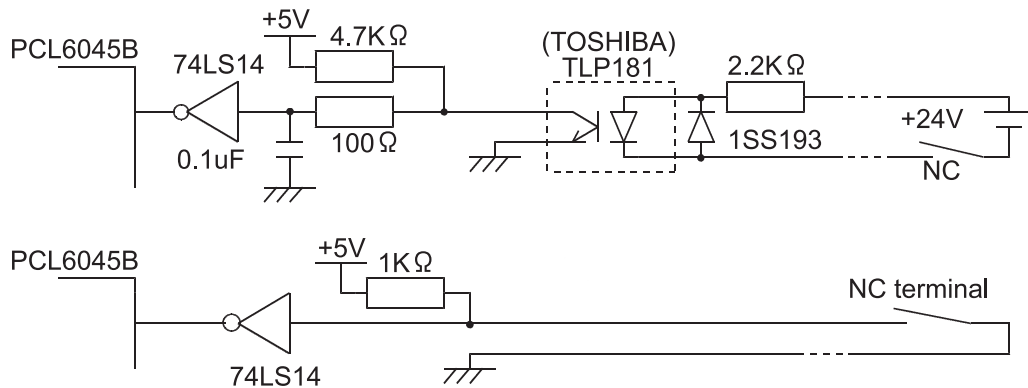 +5V
4.7KΩ
(TOSHIBA)
PCL6045B
74LS14
TLP181
2.2KΩ
+24V
0.1uF
100Ω
1SS193
NC
+5V
PCL6045B
1KΩ
NC terminal
74LS14